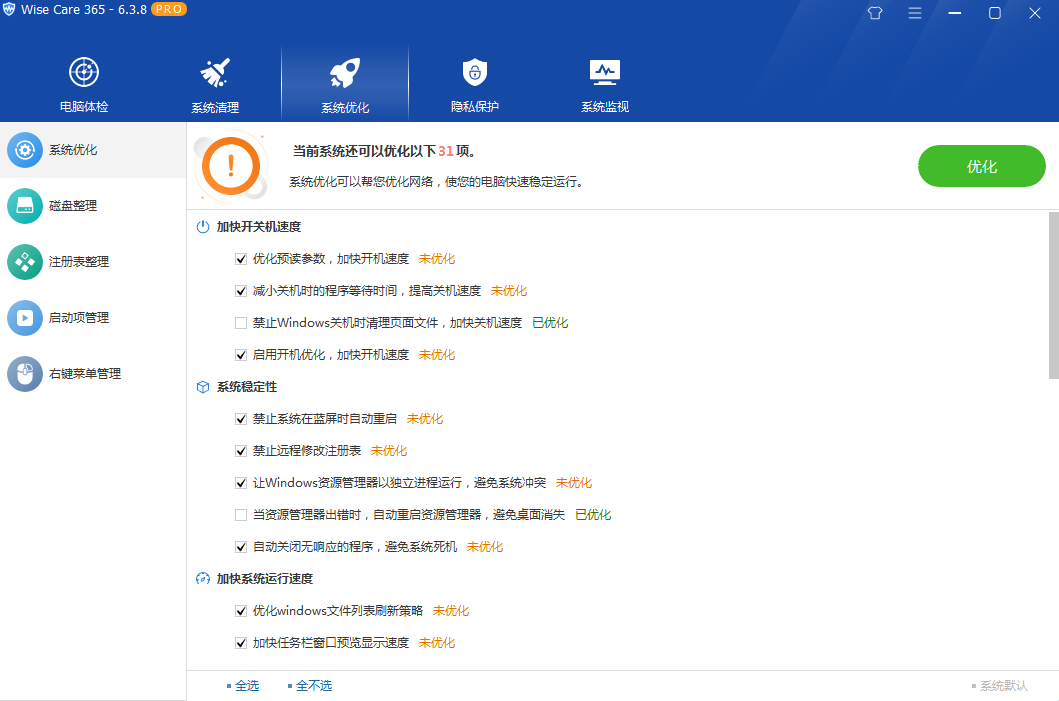 Wise Care 365 - 6.3.8 PRO
电脑体检 系统清理 系统优化 隐私保护 系统监视
系统优化
磁盘整理
注册表整理
启动项管理
右键菜单管理
当前系统还可以优化以下 31 项。
系统优化可以帮您优化网络，使您的电脑快速稳定运行。
优化
加快开关机速度
优化预读参数，加快开机速度 未优化
减小关机时的程序等待时间，提高关机速度 未优化
禁止Windows关机时清理页面文件，加快关机速度 已优化
启用开机优化，加快开机速度 未优化
系统稳定性
禁止系统在蓝屏时自动重启 未优化
禁止远程修改注册表 未优化
让Windows资源管理器以独立进程运行，避免系统冲突 未优化
当资源管理器出错时，自动重启资源管理器，避免桌面消失 已优化
自动关闭无响应的程序，避免系统死机 未优化
加快系统运行速度
优化windows文件列表刷新策略 未优化
加快任务栏窗口预览显示速度 未优化
全选 全不选 系统默认